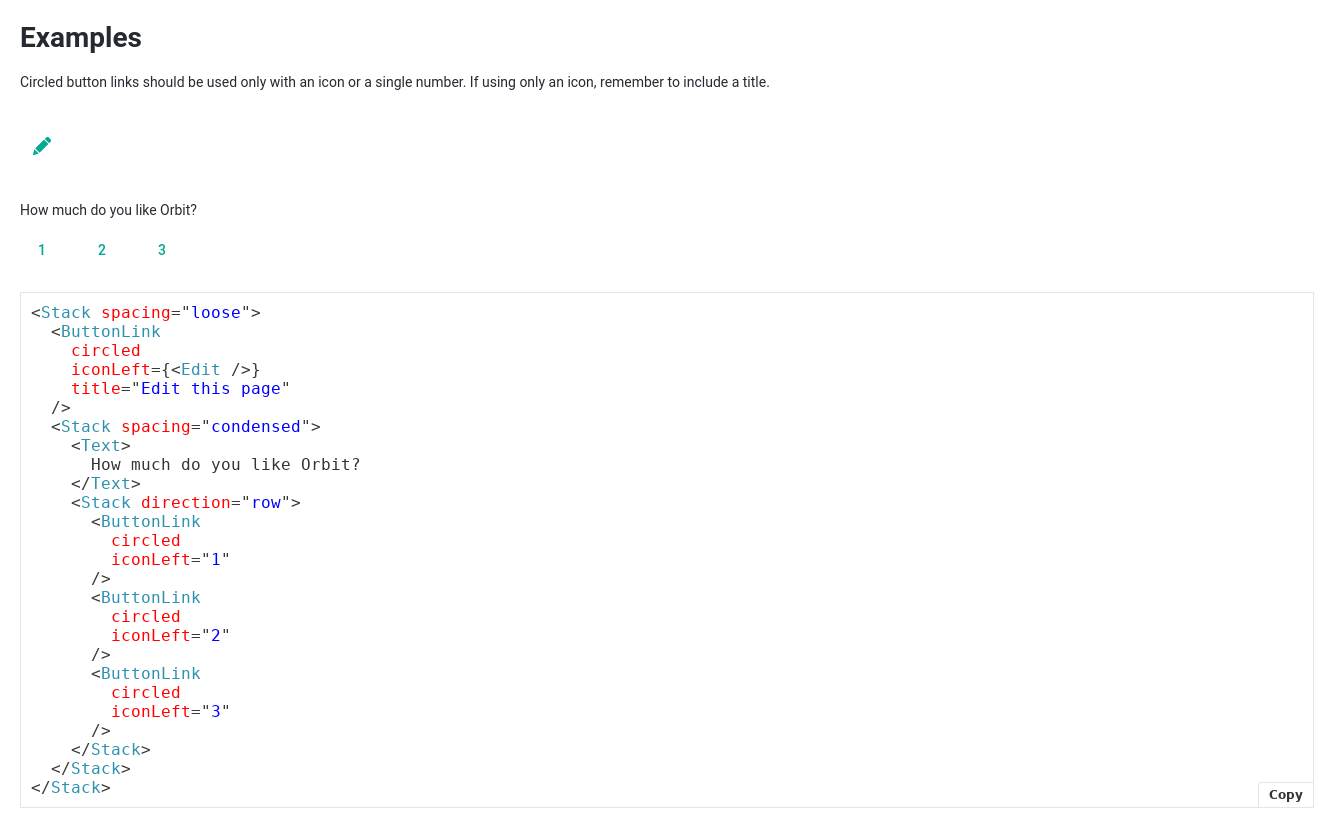 Examples
Circled button links should be used only with an icon or a single number. If using only an icon, remember to include a title.
How much do you like Orbit?
1 2 3
<Stack spacing="loose">
  <ButtonLink
    circled
    iconLeft={<Edit />}
    title="Edit this page"
  />
  <Stack spacing="condensed">
    <Text>
      How much do you like Orbit?
    </Text>
    <Stack direction="row">
      <ButtonLink
        circled
        iconLeft="1"
      />
      <ButtonLink
        circled
        iconLeft="2"
      />
      <ButtonLink
        circled
        iconLeft="3"
      />
    </Stack>
  </Stack>
</Stack>
Copy